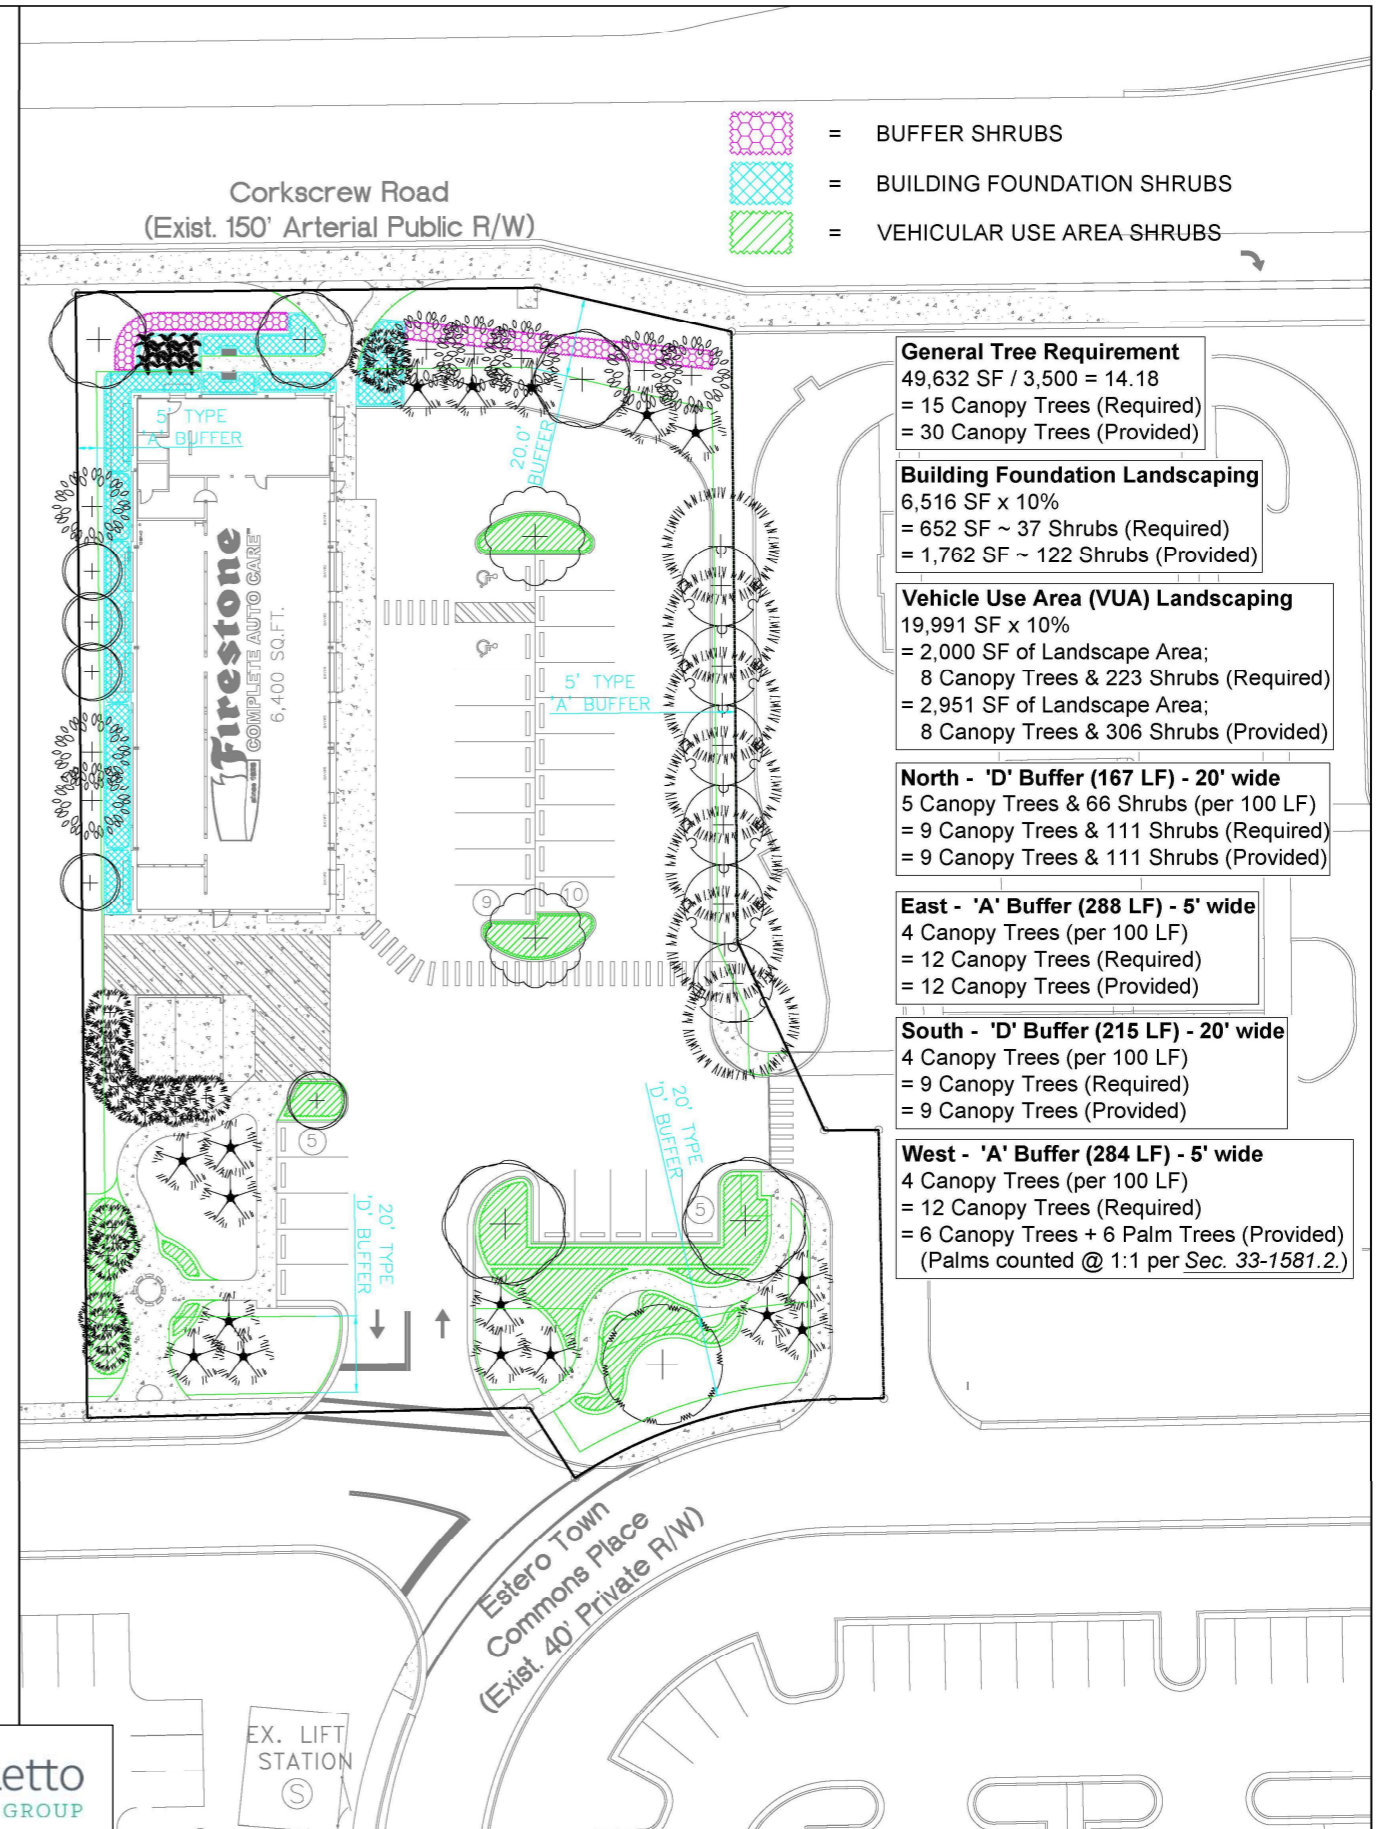 = BUFFER SHRUBS
= BUILDING FOUNDATION SHRUBS
= VEHICULAR USE AREA SHRUBS
Corkscrew Road
(Exist. 150' Arterial Public R/W)
General Tree Requirement
49,632 SF / 3,500 = 14.18
= 15 Canopy Trees (Required)
= 30 Canopy Trees (Provided)
Building Foundation Landscaping
6,516 SF x 10%
= 652 SF ~ 37 Shrubs (Required)
= 1,762 SF ~ 122 Shrubs (Provided)
Vehicle Use Area (VUA) Landscaping
19,991 SF x 10%
= 2,000 SF of Landscape Area;
8 Canopy Trees & 223 Shrubs (Required)
= 2,951 SF of Landscape Area;
8 Canopy Trees & 306 Shrubs (Provided)
North - 'D' Buffer (167 LF) - 20' wide
5 Canopy Trees & 66 Shrubs (per 100 LF)
= 9 Canopy Trees & 111 Shrubs (Required)
= 9 Canopy Trees & 111 Shrubs (Provided)
East - 'A' Buffer (288 LF) - 5' wide
4 Canopy Trees (per 100 LF)
= 12 Canopy Trees (Required)
= 12 Canopy Trees (Provided)
South - 'D' Buffer (215 LF) - 20' wide
4 Canopy Trees (per 100 LF)
= 9 Canopy Trees (Required)
= 9 Canopy Trees (Provided)
West - 'A' Buffer (284 LF) - 5' wide
4 Canopy Trees (per 100 LF)
= 12 Canopy Trees (Required)
= 6 Canopy Trees + 6 Palm Trees (Provided)
(Palms counted @ 1:1 per Sec. 33-1581.2.)
5' TYPE
'A' BUFFER
20.0'
BUFFER
Firestone
COMPLETE AUTO CARE™
since 1926
6,400 SQ.FT.
5' TYPE
'A' BUFFER
9
10
5
20' TYPE
'D' BUFFER
20' TYPE
'D' BUFFER
5
Estero Town
Commons Place
(Exist. 40' Private R/W)
EX. LIFT
STATION
S
etto
GROUP